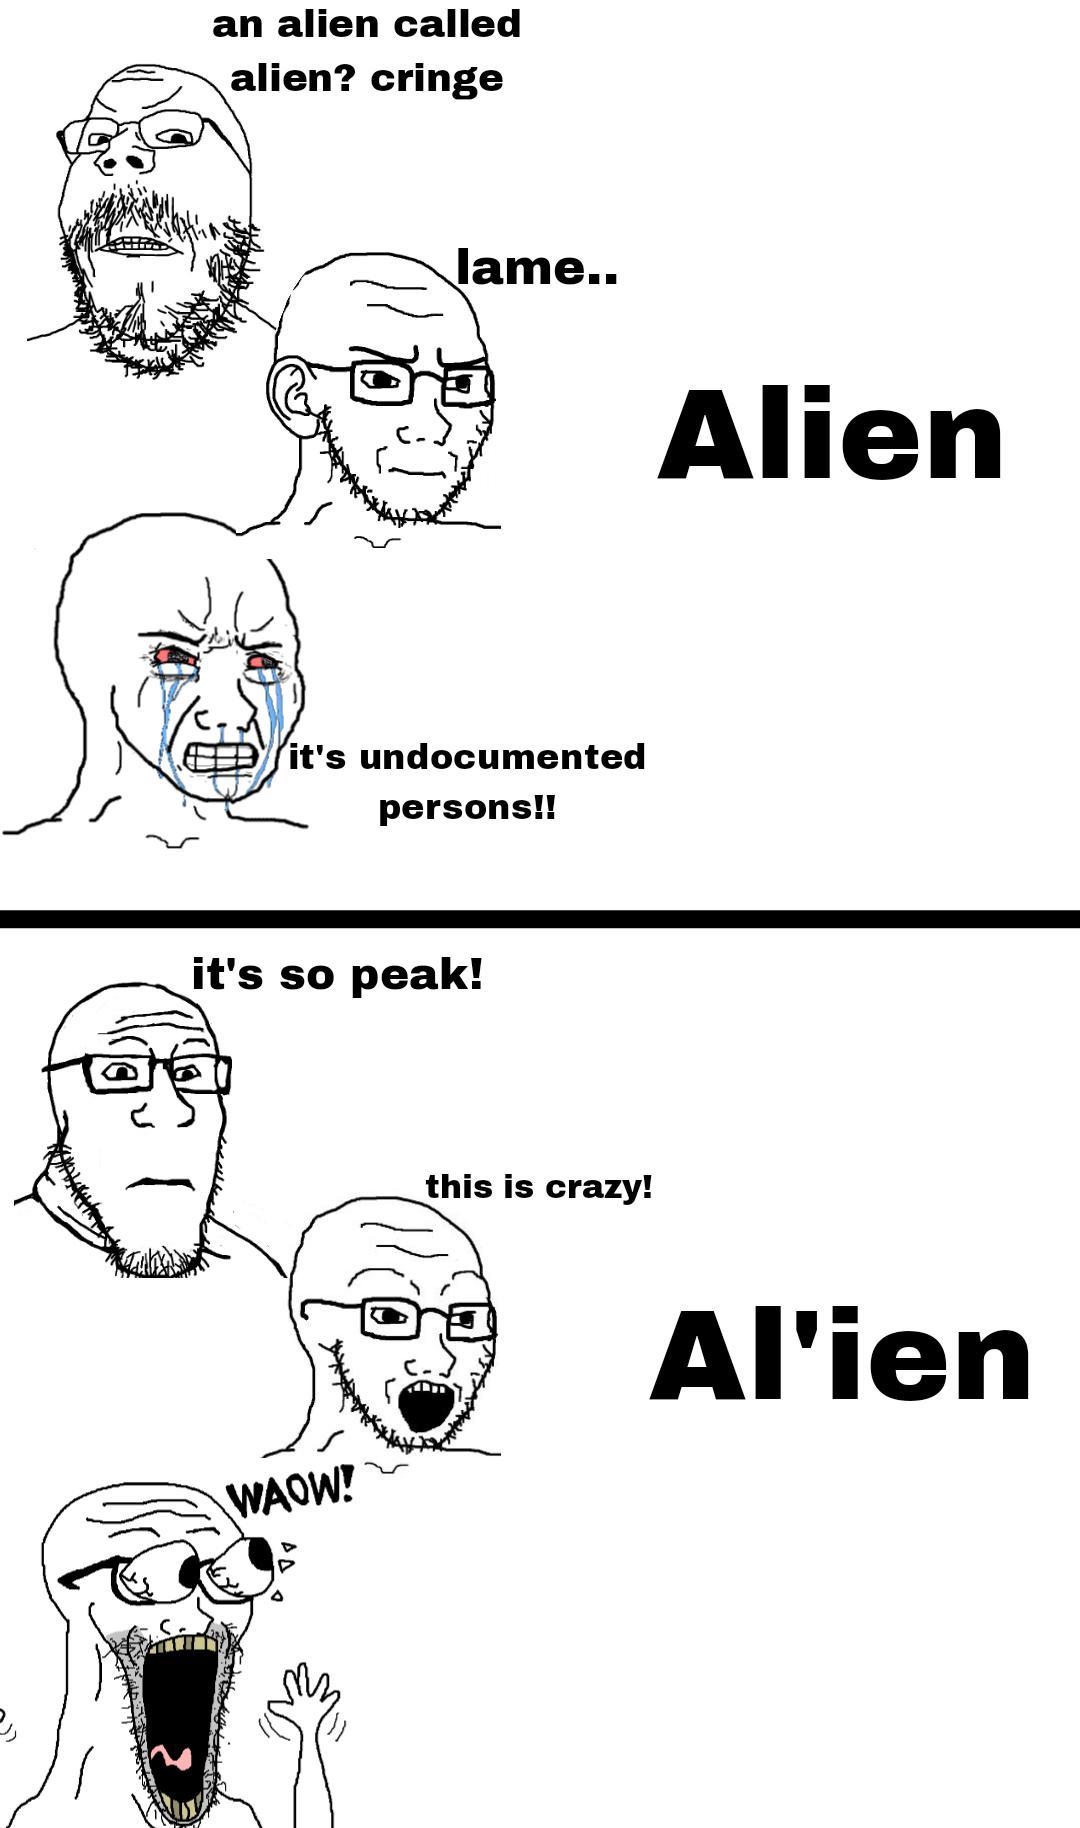 an alien called
alien? cringe
lame..
Alien
it's undocumented
persons!!
it's so peak!
this is crazy!
Al'ien
WAOW!